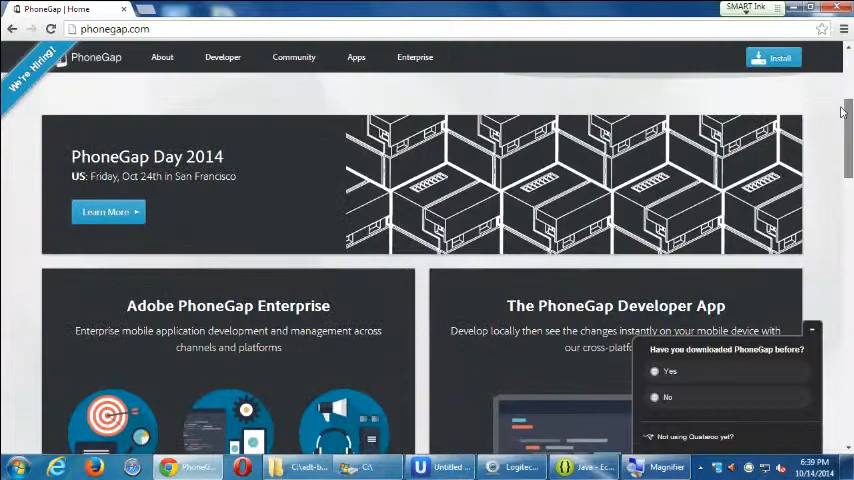 PhoneGap | Home
SMART Ink
phonegap.com
We're Hiring!
PhoneGap
About
Developer
Community
Apps
Enterprise
Install
PhoneGap Day 2014
US: Friday, Oct 24th in San Francisco
Learn More
Adobe PhoneGap Enterprise
Enterprise mobile application development and management across
channels and platforms
The PhoneGap Developer App
Develop locally then see the changes instantly on your mobile device with
our cross-platfo
Have you downloaded PhoneGap before?
Yes
No
Not using Qualaroo yet?
PhoneG...
C:\adt-b...
C:\
Untitled ...
Logitec...
Java - Ec...
Magnifier
6:39 PM
10/14/2014